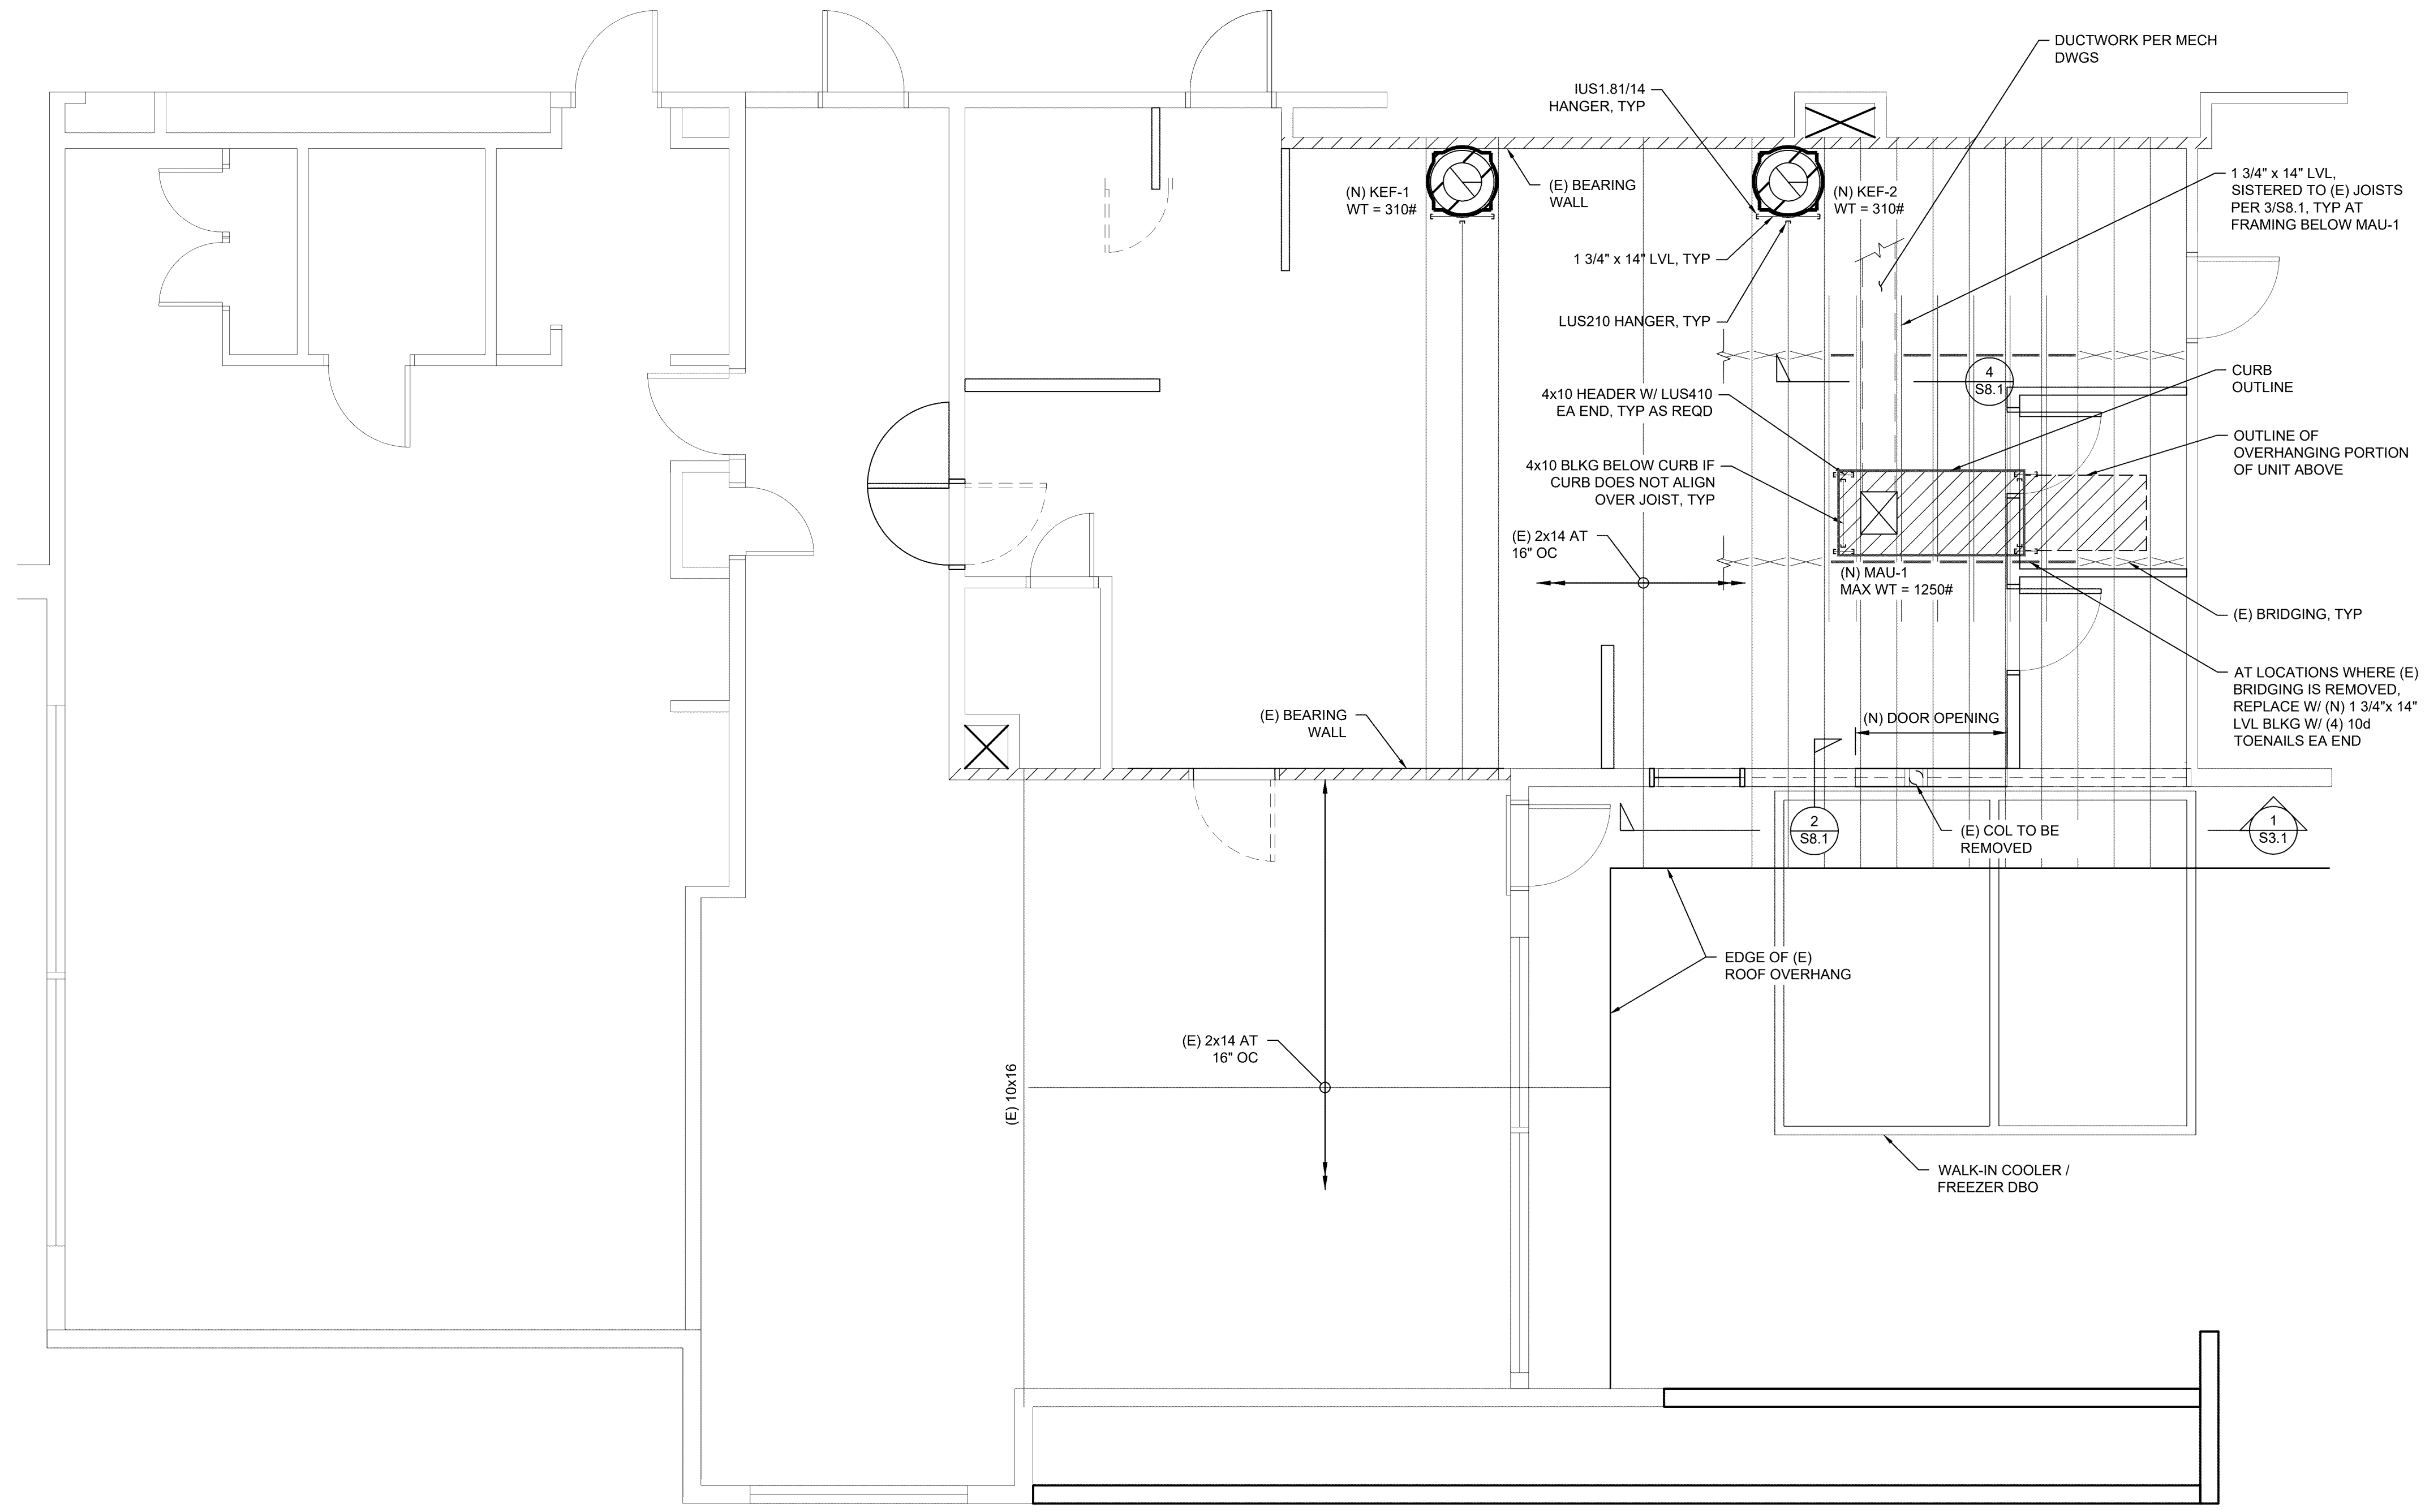 DUCTWORK PER MECH
DWGS
IUS1.81/14
HANGER, TYP
(N) KEF-1
WT = 310#
(E) BEARING
WALL
(N) KEF-2
WT = 310#
1 3/4" x 14" LVL,
SISTERED TO (E) JOISTS
PER 3/S8.1, TYP AT
FRAMING BELOW MAU-1
1 3/4" x 14" LVL, TYP
LUS210 HANGER, TYP
4
S8.1
CURB
OUTLINE
4x10 HEADER W/ LUS410
EA END, TYP AS REQD
OUTLINE OF
OVERHANGING PORTION
OF UNIT ABOVE
4x10 BLKG BELOW CURB IF
CURB DOES NOT ALIGN
OVER JOIST, TYP
(E) 2x14 AT
16" OC
(N) MAU-1
MAX WT = 1250#
(E) BRIDGING, TYP
AT LOCATIONS WHERE (E)
BRIDGING IS REMOVED,
REPLACE W/ (N) 1 3/4"x 14"
LVL BLKG W/ (4) 10d
TOENAILS EA END
(E) BEARING
WALL
(N) DOOR OPENING
2
S8.1
(E) COL TO BE
REMOVED
1
S3.1
EDGE OF (E)
ROOF OVERHANG
(E) 2x14 AT
16" OC
(E) 10x16
WALK-IN COOLER /
FREEZER DBO